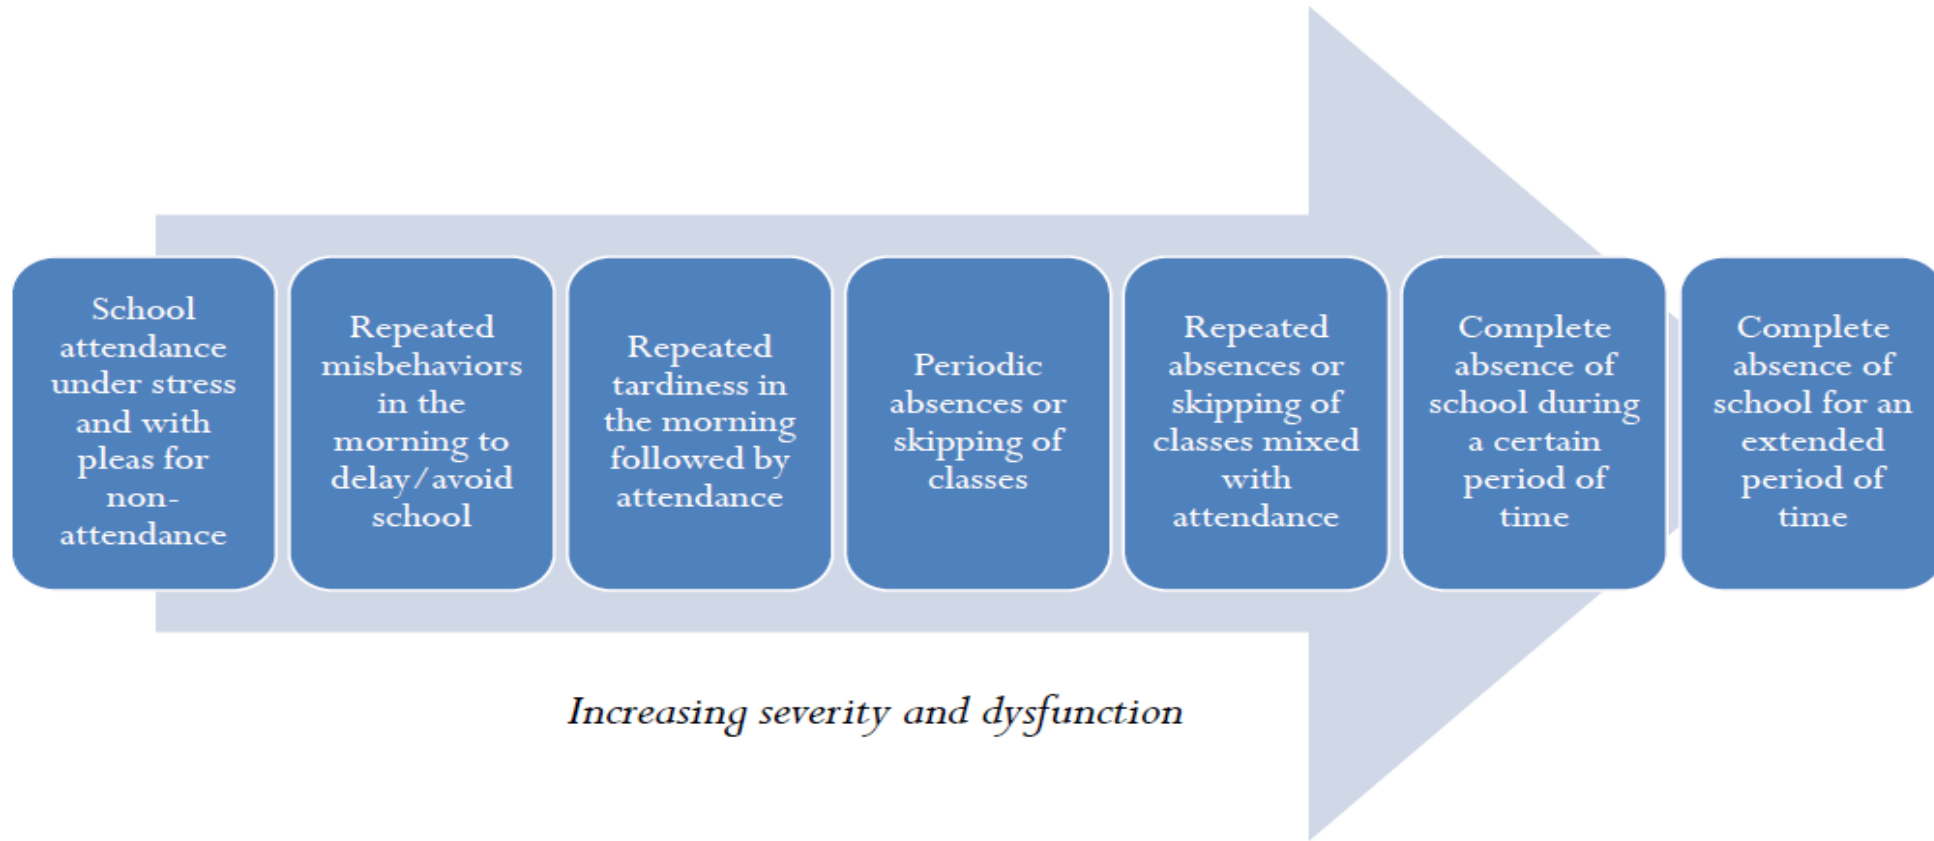 School
attendance
under stress
and with
pleas for
non-
attendance
Repeated
misbehaviors
in the
morning to
delay/avoid
school
Repeated
tardiness in
the morning
followed by
attendance
Periodic
absences or
skipping of
classes
Repeated
absences or
skipping of
classes mixed
with
attendance
Complete
absence of
school during
a certain
period of
time
Complete
absence of
school for an
extended
period of
time
Increasing severity and dysfunction